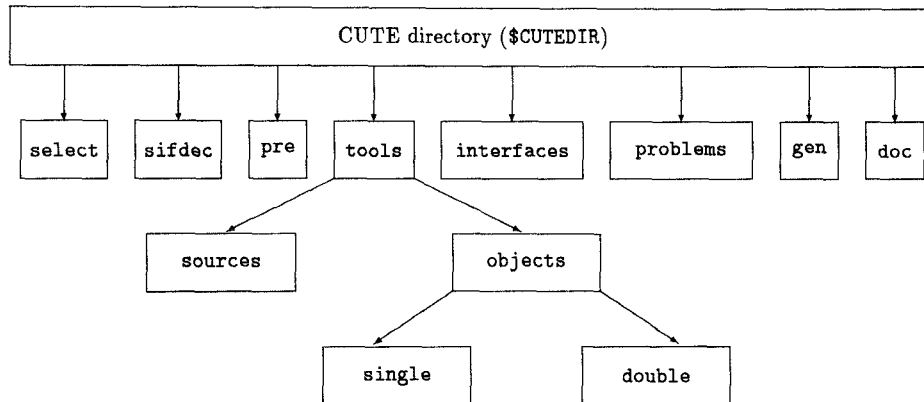 CUTE directory ($CUTEDIR)
select sifdec pre tools interfaces problems gen doc
sources objects
single double